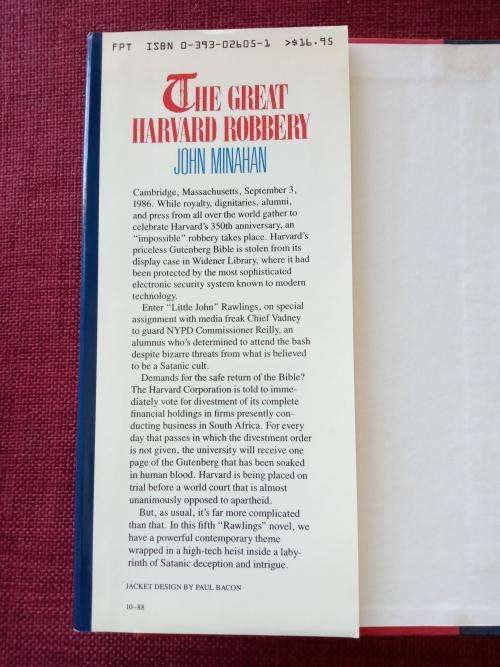 FPT ISBN 0-393-02605-1 >$16.95
THE GREAT
HARVARD ROBBERY
JOHN MINAHAN
Cambridge, Massachusetts, September 3,
1986. While royalty, dignitaries, alumni,
and press from all over the world gather to
celebrate Harvard's 350th anniversary, an
“impossible” robbery takes place. Harvard's
priceless Gutenberg Bible is stolen from its
display case in Widener Library, where it had
been protected by the most sophisticated
electronic security system known to modern
technology.
Enter “Little John” Rawlings, on special
assignment with media freak Chief Vadney
to guard NYPD Commissioner Reilly, an
alumnus who's determined to attend the bash
despite bizarre threats from what is believed
to be a Satanic cult.
Demands for the safe return of the Bible?
The Harvard Corporation is told to imme-
diately vote for divestment of its complete
financial holdings in firms presently con-
ducting business in South Africa. For every
day that passes in which the divestment order
is not given, the university will receive one
page of the Gutenberg that has been soaked
in human blood. Harvard is being placed on
trial before a world court that is almost
unanimously opposed to apartheid.
But, as usual, it's far more complicated
than that. In this fifth “Rawlings” novel, we
have a powerful contemporary theme
wrapped in a high-tech heist inside a laby-
rinth of Satanic deception and intrigue.
JACKET DESIGN BY PAUL BACON
10–88